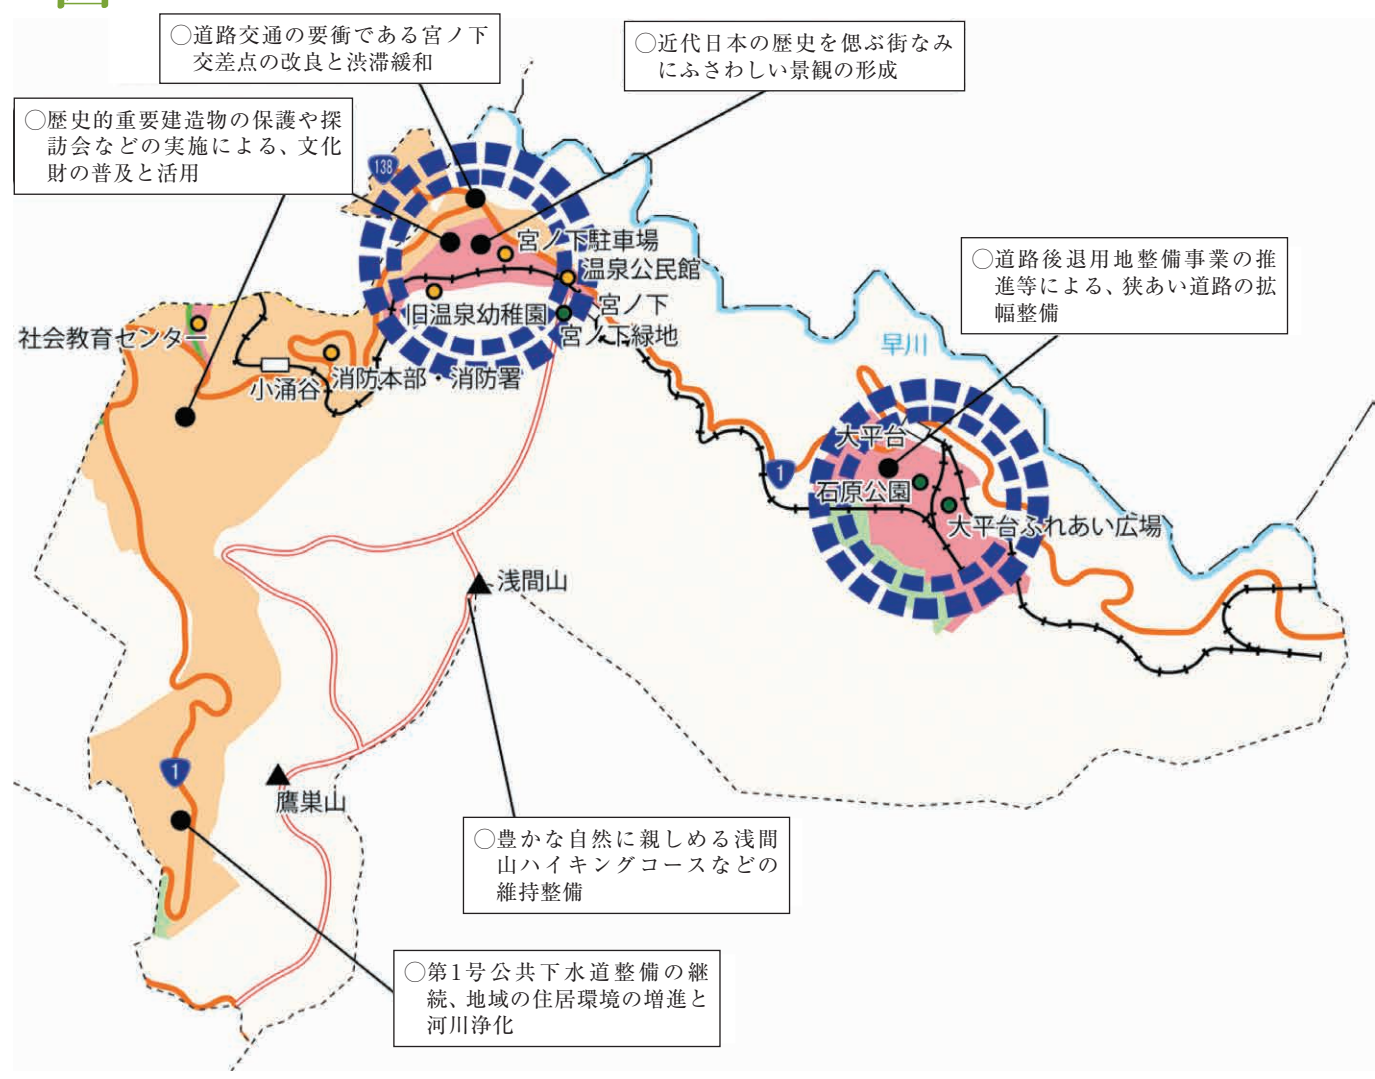 〇道路交通の要衝である宮ノ下
交差点の改良と渋滞緩和
〇近代日本の歴史を偲ぶ街なみ
にふさわしい景観の形成
〇歴史的重要建造物の保護や探
訪会などの実施による、文化
財の普及と活用
138
宮ノ下駐車場
温泉公民館
旧温泉幼稚園
宮ノ下
宮ノ下緑地
社会教育センター
小涌谷
消防本部・消防署
〇道路後退用地整備事業の推
進等による、狭あい道路の拡
幅整備
早川
大平台
1
石原公園
大平台ふれあい広場
浅間山
1
鷹巣山
〇豊かな自然に親しめる浅間
山ハイキングコースなどの
維持整備
〇第1号公共下水道整備の継
続、地域の住居環境の増進と
河川浄化